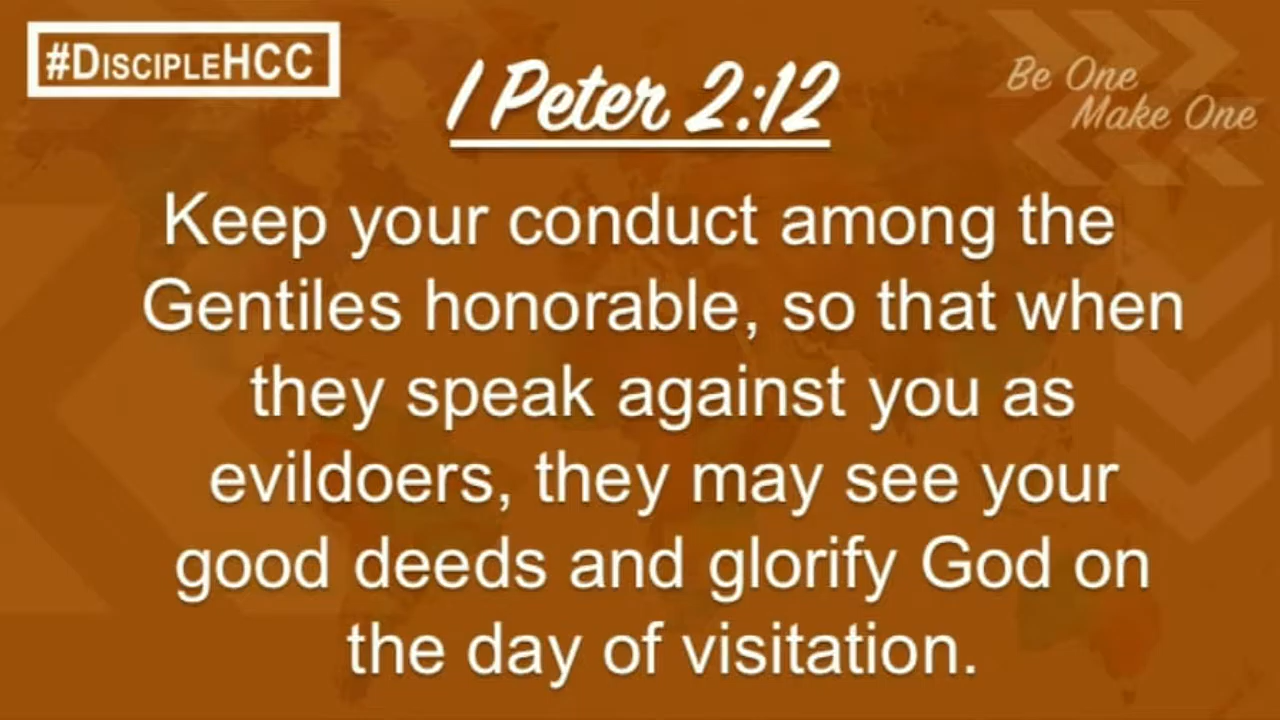 #DISCIPLEHCC
1 Peter 2:12
Be One
Make One
Keep your conduct among the
Gentiles honorable, so that when
they speak against you as
evildoers, they may see your
good deeds and glorify God on
the day of visitation.